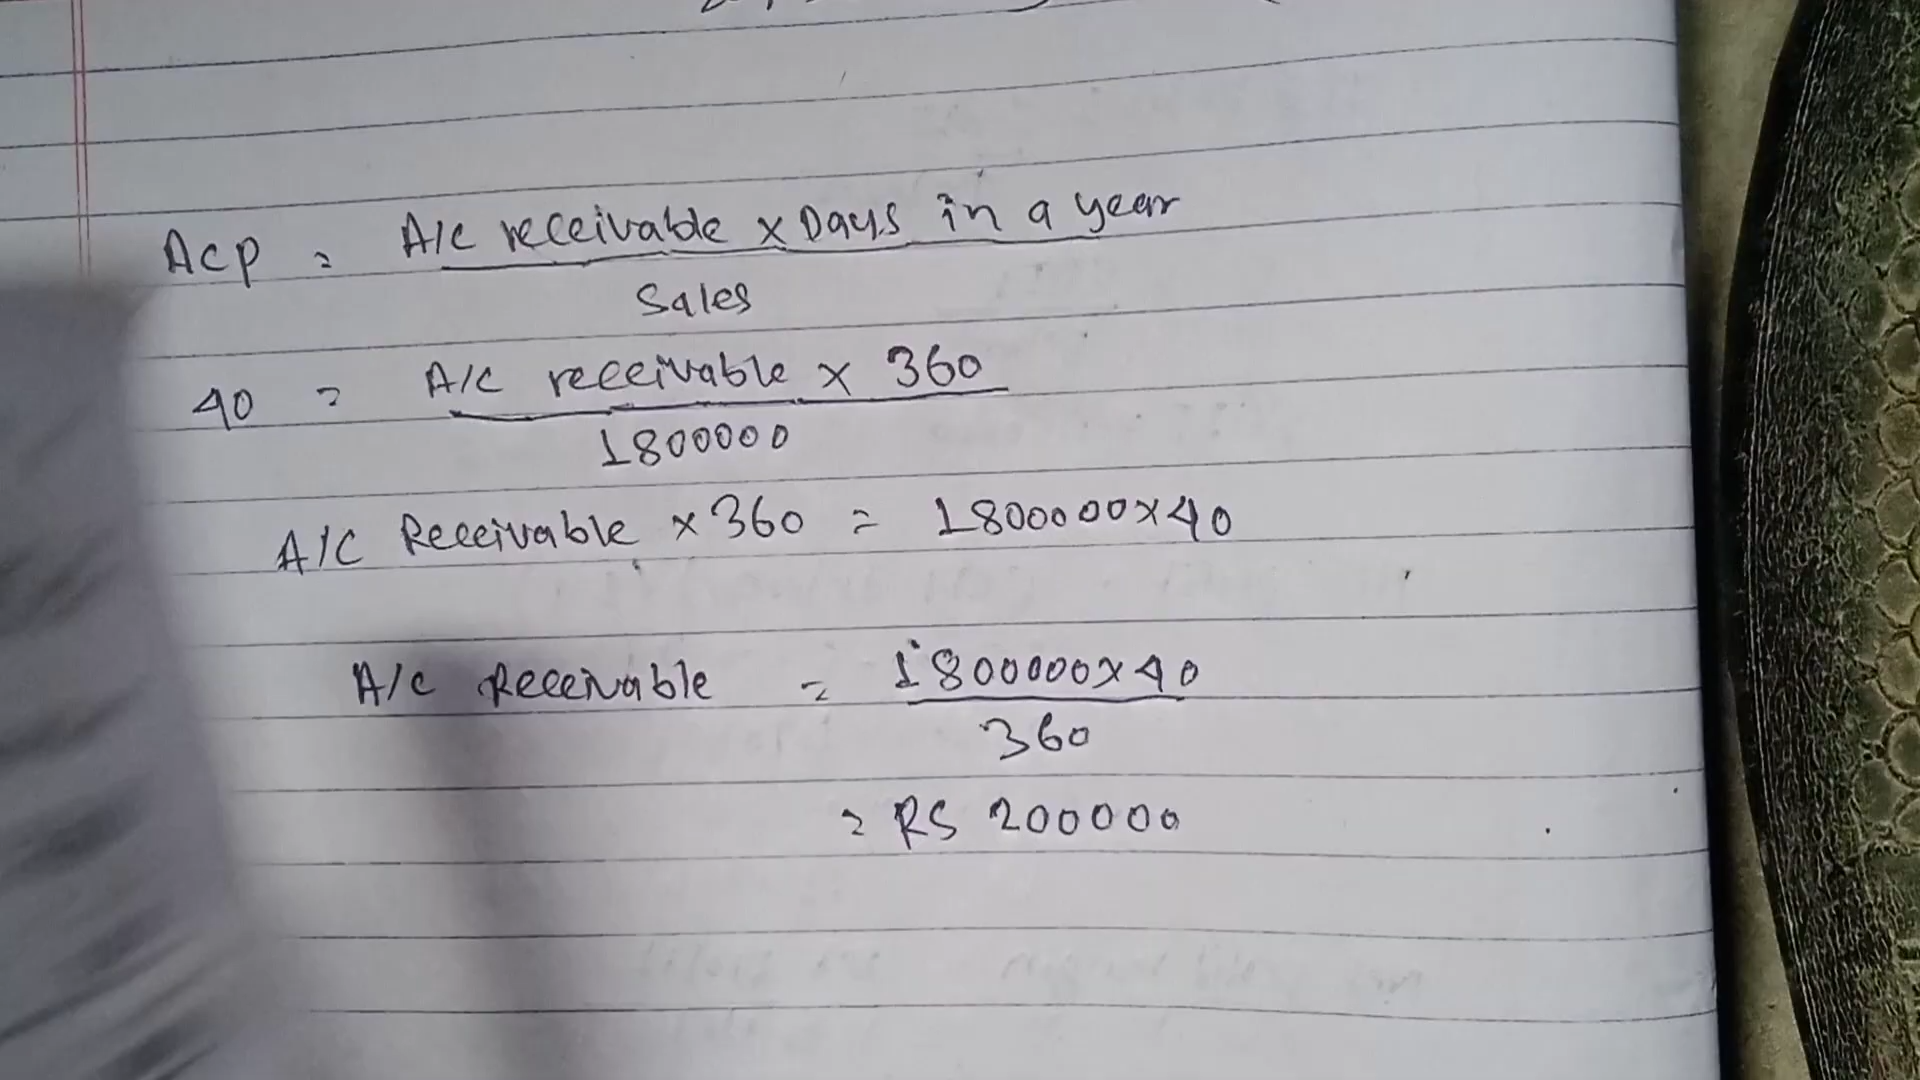 ACP = A/C receivable x Days in a year
Sales
40 = A/C receivable x 360
1800000
A/C Receivable x 360 = 1800000x40
A/C Receivable = 1800000x40
360
= RS 200000